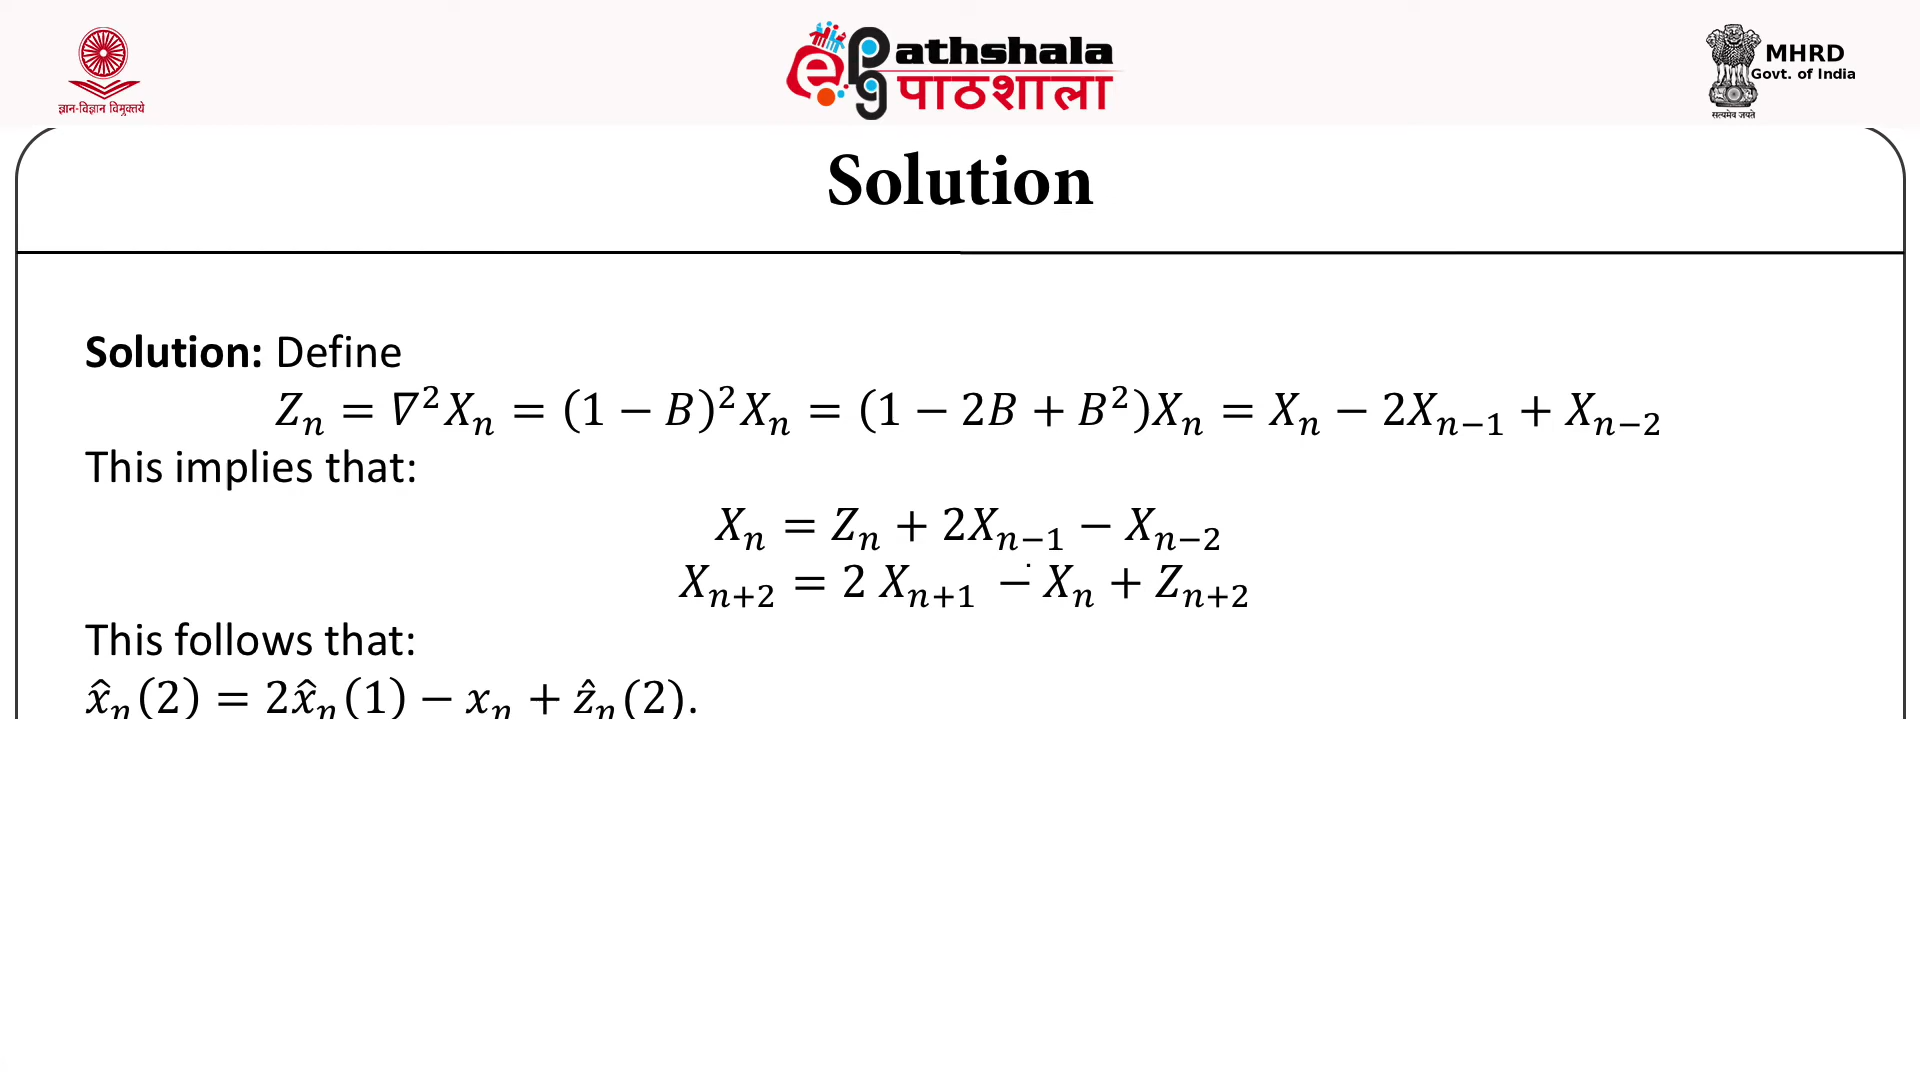 ज्ञान-विज्ञान विमुक्तये
ePathshala
पाठशाला
MHRD
Govt. of India
सत्यमेव जयते
Solution
Solution: Define
Zₙ = ∇²Xₙ = (1 − B)²Xₙ = (1 − 2B + B²)Xₙ = Xₙ − 2Xₙ₋₁ + Xₙ₋₂
This implies that:
Xₙ = Zₙ + 2Xₙ₋₁ − Xₙ₋₂
Xₙ₊₂ = 2 Xₙ₊₁ − Xₙ + Zₙ₊₂
This follows that:
x̂ₙ(2) = 2x̂ₙ(1) − xₙ + ẑₙ(2).